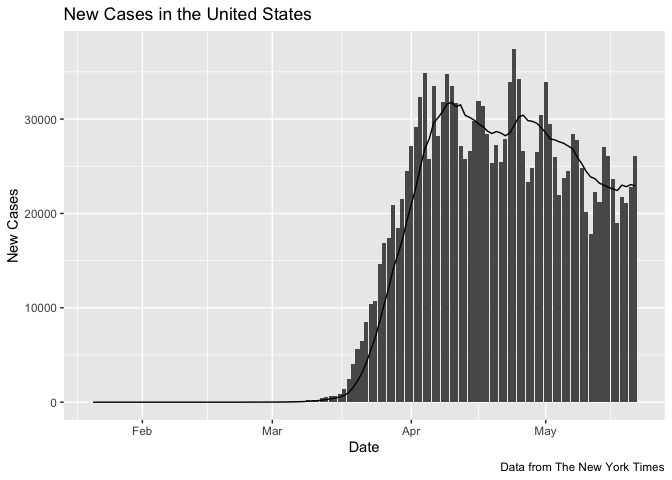 New Cases in the United States
New Cases
30000
20000
10000
0
Feb Mar Apr May
Date
Data from The New York Times